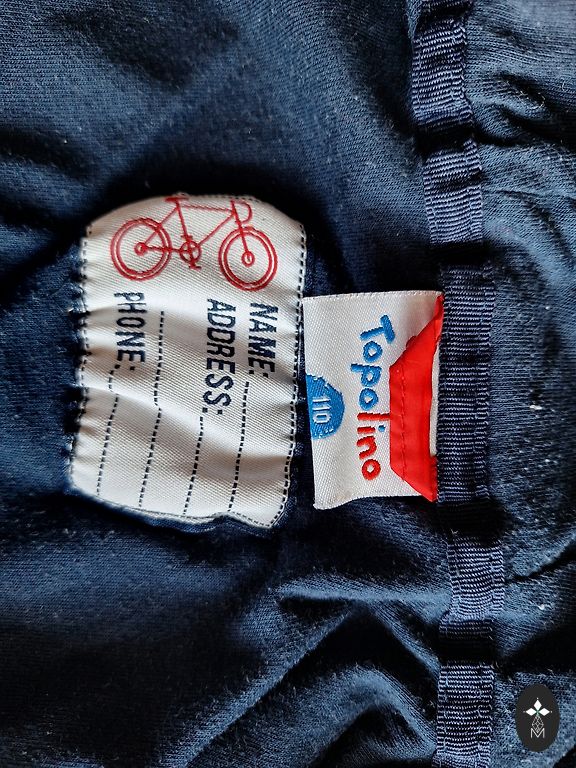 NAME:
ADDRESS:
PHONE:
Topolino
110